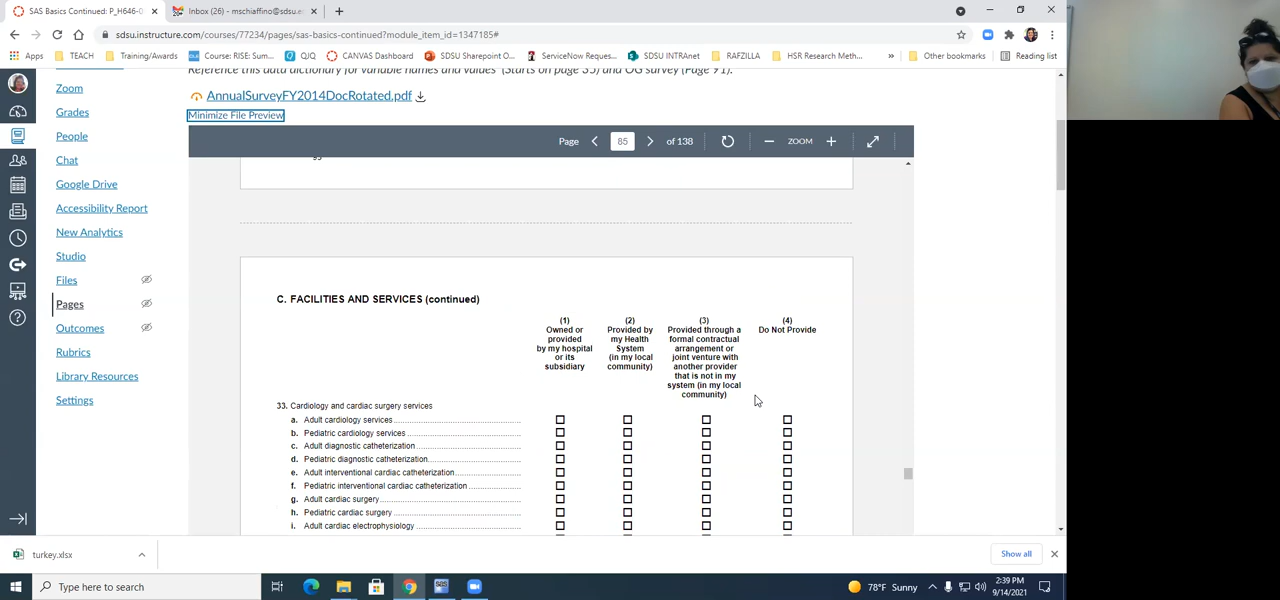 SAS Basics Continued: P_H646-0
Inbox (26) - mschiaffino@sdsu.e
sdsu.instructure.com/courses/77234/pages/sas-basics-continued?module_item_id=1347185#
Apps
TEACH
Training/Awards
Course: RISE: Sum...
Q/Q
CANVAS Dashboard
SDSU Sharepoint O...
ServiceNow Reques...
SDSU INTRAnet
RAFZILLA
HSR Research Meth...
Other bookmarks
Reading list
Reference this data dictionary for variable names and values (Starts on page 35) and OG survey (Page 91).
AnnualSurveyFY2014DocRotated.pdf
Minimize File Preview
Page 85 of 138 ZOOM
Zoom
Grades
People
Chat
Google Drive
Accessibility Report
New Analytics
Studio
Files
Pages
Outcomes
Rubrics
Library Resources
Settings
C. FACILITIES AND SERVICES (continued)
(1)
Owned or
provided
by my hospital
or its
subsidiary
(2)
Provided by
my Health
System
(in my local
community)
(3)
Provided through a
formal contractual
arrangement or
joint venture with
another provider
that is not in my
system (in my local
community)
(4)
Do Not Provide
33. Cardiology and cardiac surgery services
a. Adult cardiology services
b. Pediatric cardiology services
c. Adult diagnostic catheterization
d. Pediatric diagnostic catheterization
e. Adult interventional cardiac catheterization
f. Pediatric interventional cardiac catheterization
g. Adult cardiac surgery
h. Pediatric cardiac surgery
i. Adult cardiac electrophysiology
turkey.xlsx
Show all
Type here to search
78°F Sunny
2:39 PM
9/14/2021